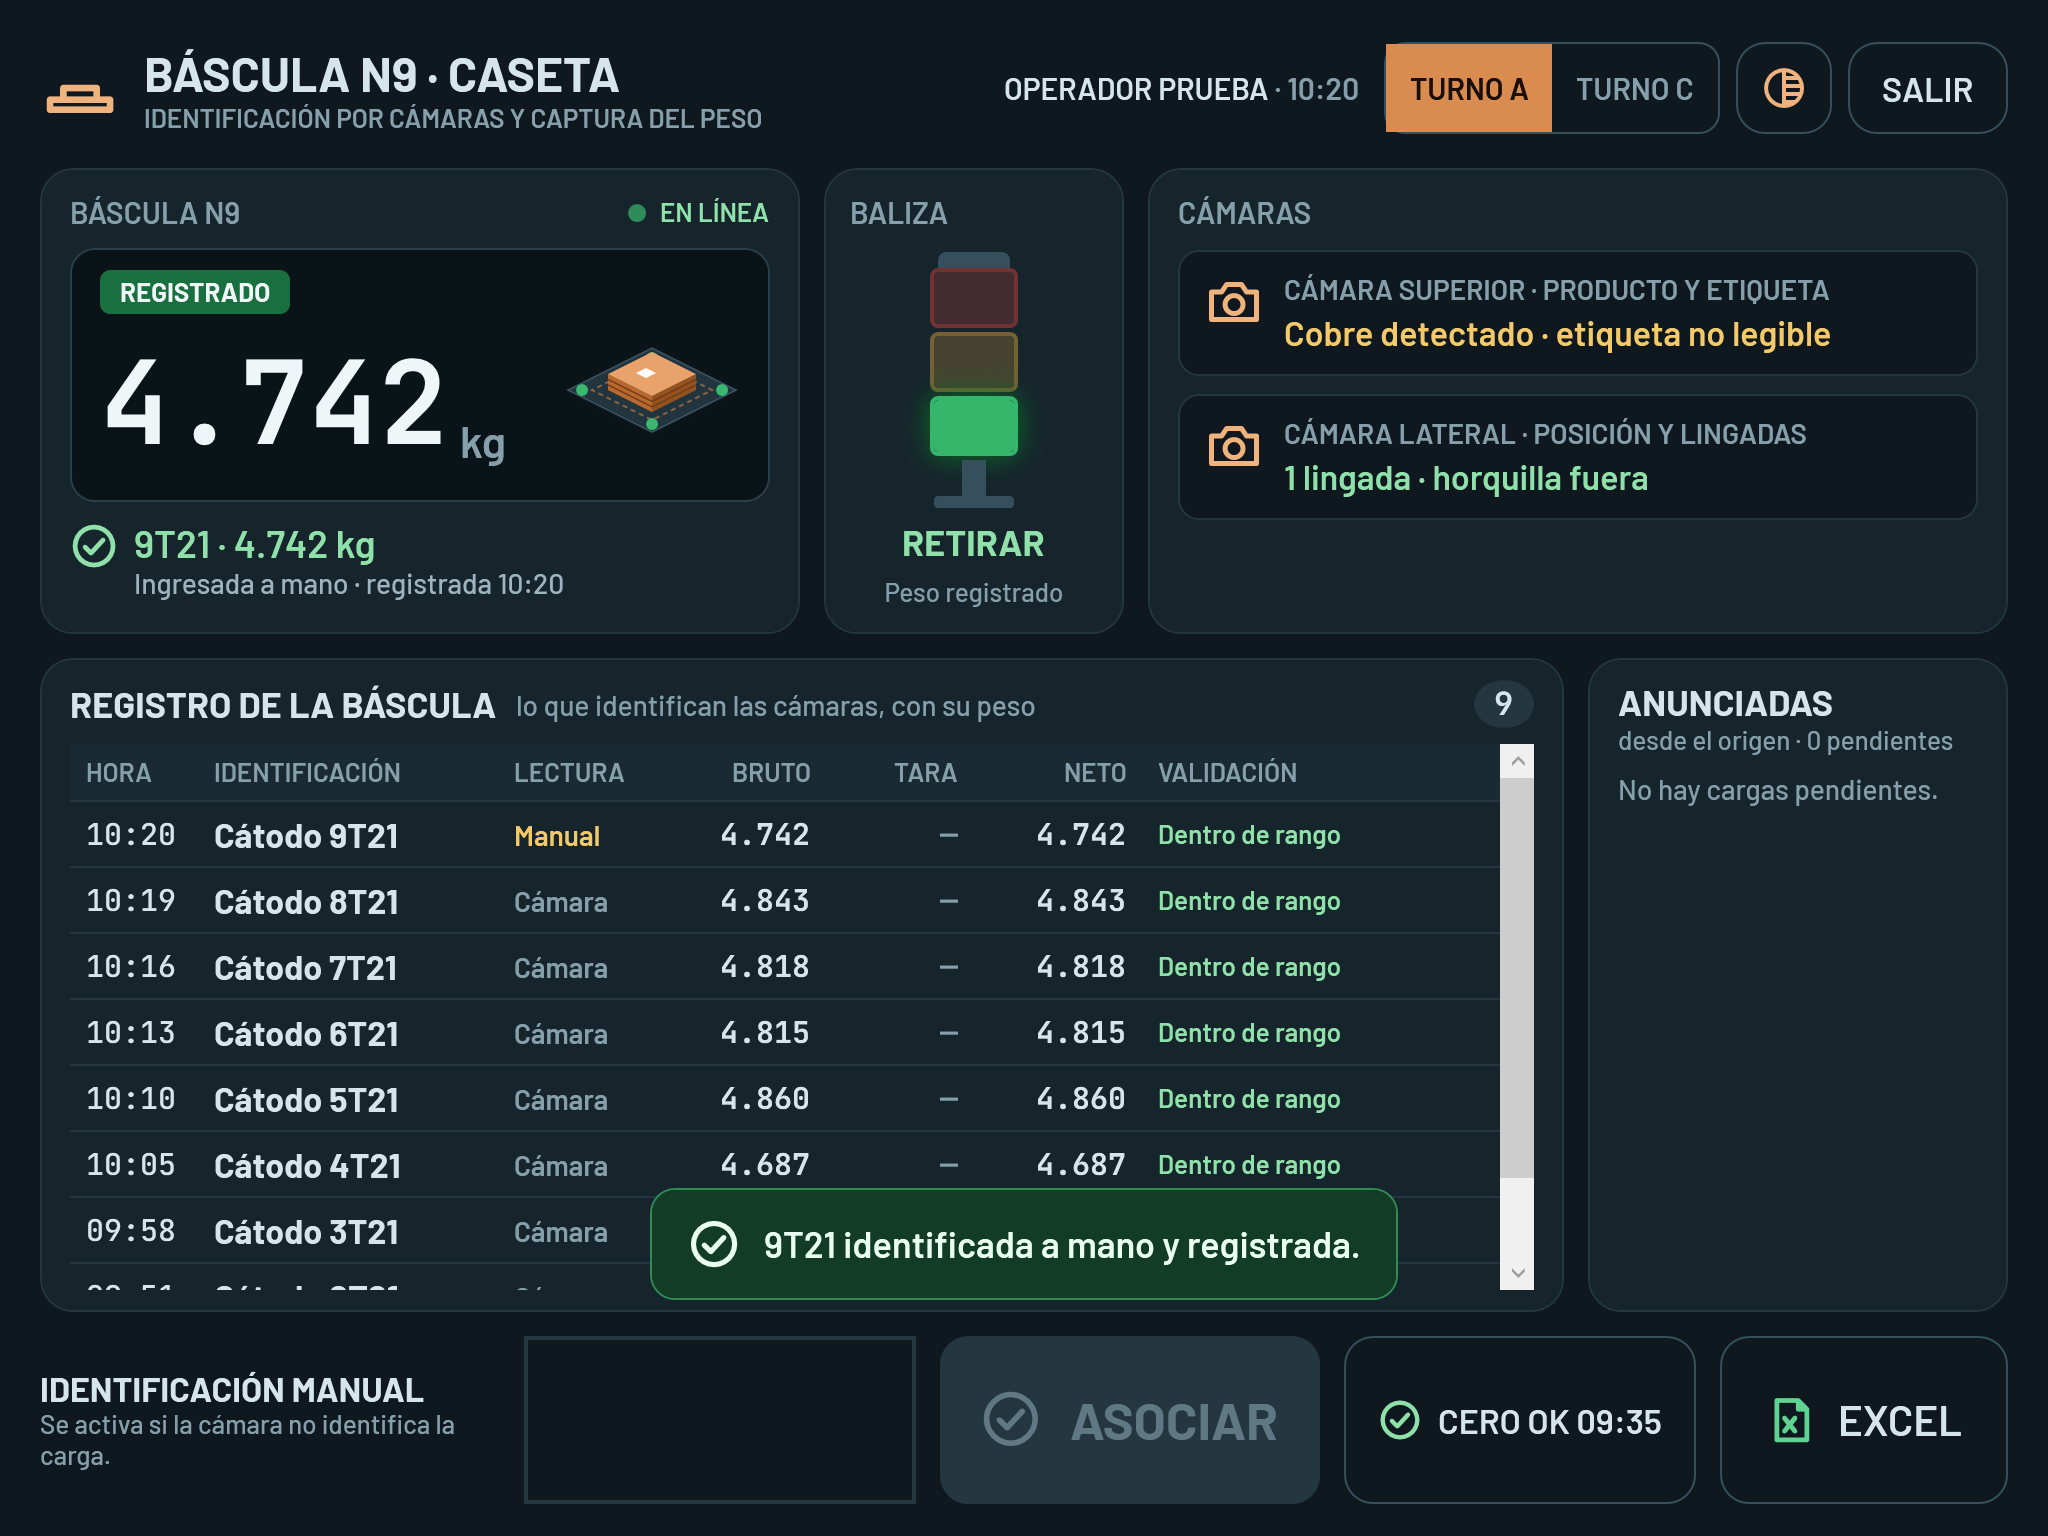 BÁSCULA N9 · CASETA
IDENTIFICACIÓN POR CÁMARAS Y CAPTURA DEL PESO
OPERADOR PRUEBA · 10:20
TURNO A
TURNO C
SALIR
BÁSCULA N9
EN LÍNEA
REGISTRADO
4.742 kg
9T21 · 4.742 kg
Ingresada a mano · registrada 10:20
BALIZA
RETIRAR
Peso registrado
CÁMARAS
CÁMARA SUPERIOR · PRODUCTO Y ETIQUETA
Cobre detectado · etiqueta no legible
CÁMARA LATERAL · POSICIÓN Y LINGADAS
1 lingada · horquilla fuera
REGISTRO DE LA BÁSCULA lo que identifican las cámaras, con su peso 9
HORA IDENTIFICACIÓN LECTURA BRUTO TARA NETO VALIDACIÓN
10:20 Cátodo 9T21 Manual 4.742 — 4.742 Dentro de rango
10:19 Cátodo 8T21 Cámara 4.843 — 4.843 Dentro de rango
10:16 Cátodo 7T21 Cámara 4.818 — 4.818 Dentro de rango
10:13 Cátodo 6T21 Cámara 4.815 — 4.815 Dentro de rango
10:10 Cátodo 5T21 Cámara 4.860 — 4.860 Dentro de rango
10:05 Cátodo 4T21 Cámara 4.687 — 4.687 Dentro de rango
09:58 Cátodo 3T21 Cámara
9T21 identificada a mano y registrada.
ANUNCIADAS
desde el origen · 0 pendientes
No hay cargas pendientes.
IDENTIFICACIÓN MANUAL
Se activa si la cámara no identifica la
carga.
ASOCIAR
CERO OK 09:35
EXCEL